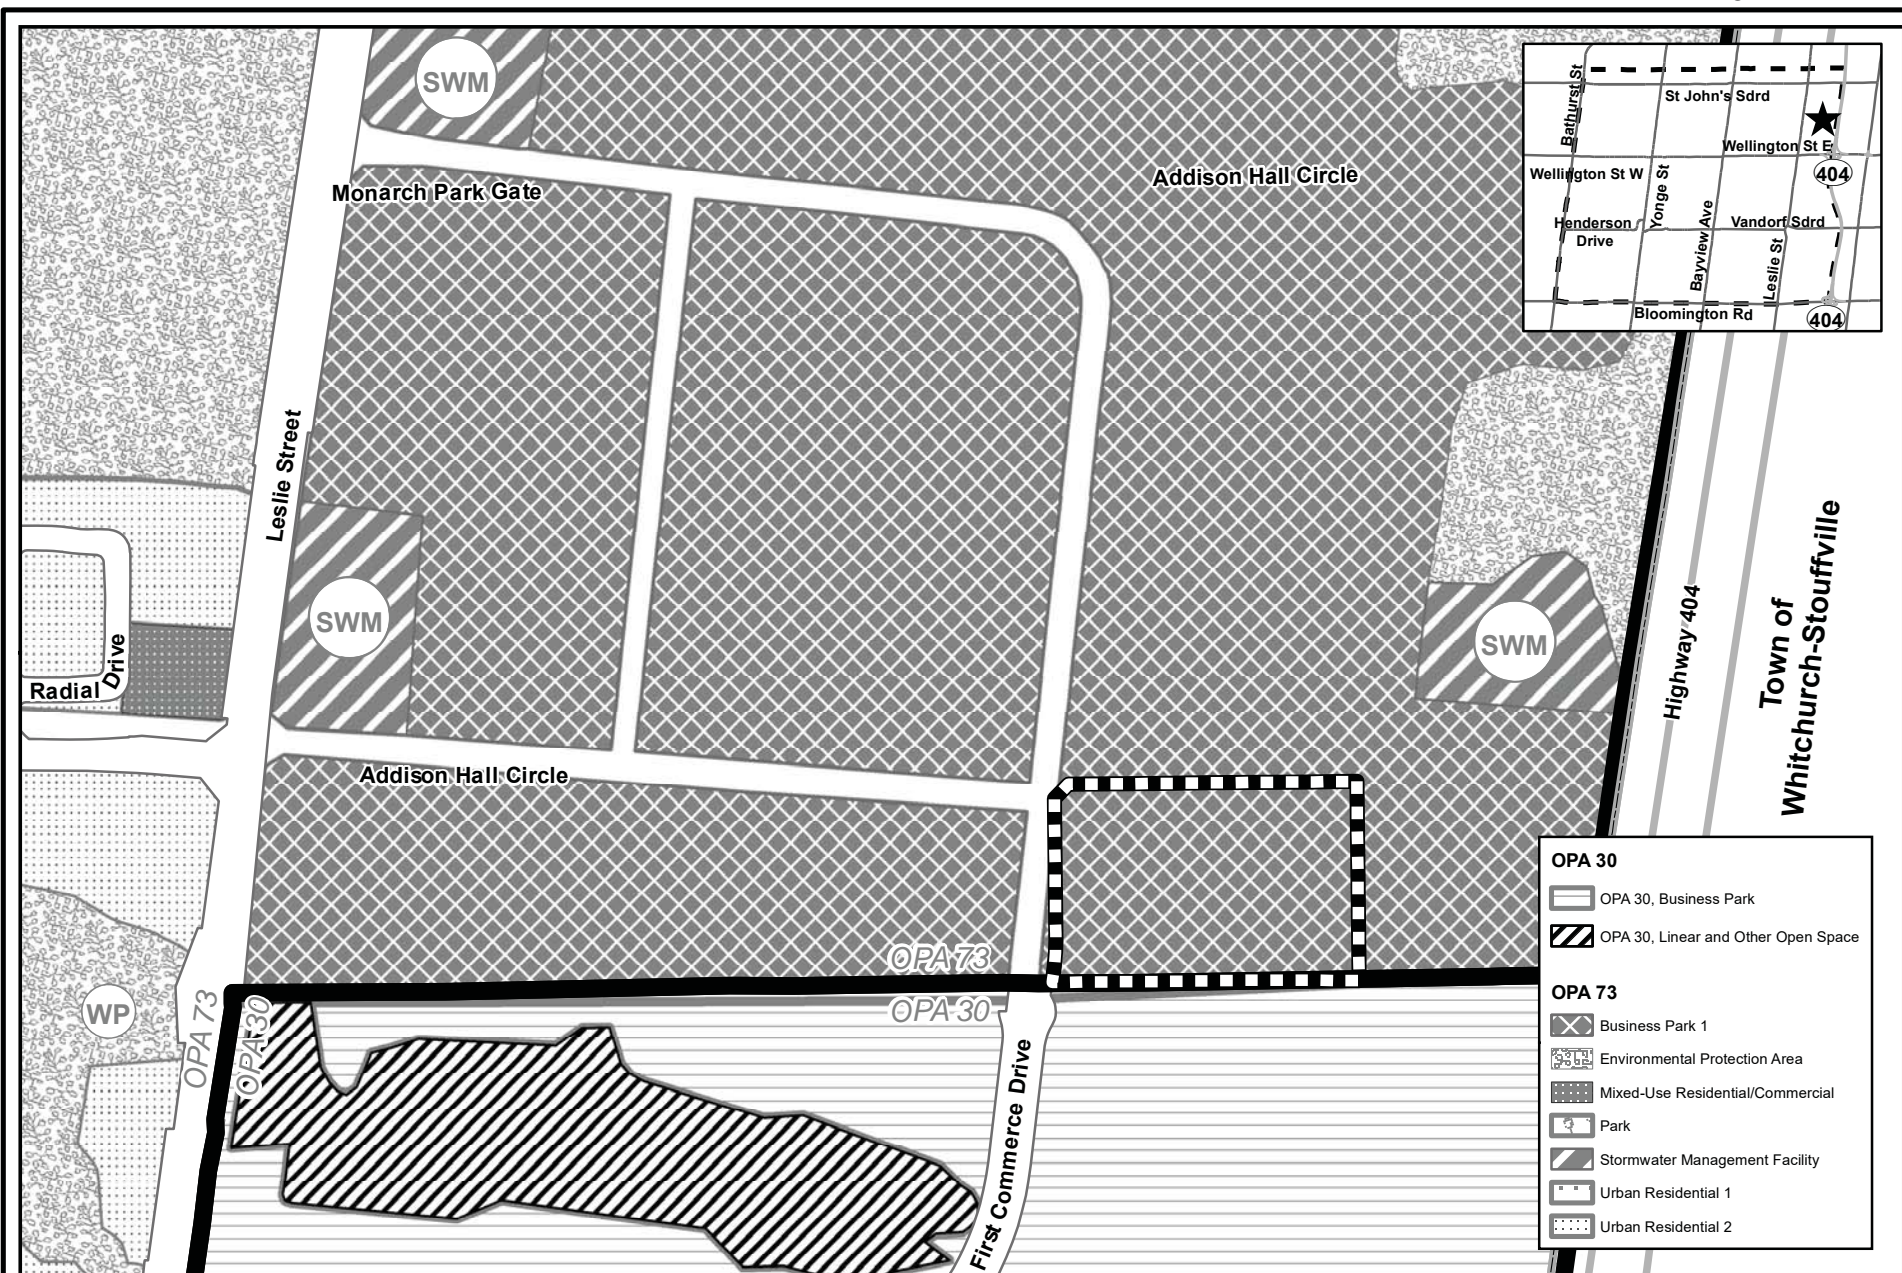 SWM
Monarch Park Gate
Addison Hall Circle
Bathurst St
St John's Sdrd
Wellington St E
404
Wellington St W
Yonge St
Henderson
Drive
Bayview Ave
Vandorf Sdrd
Leslie St
Bloomington Rd
404
Leslie Street
SWM
SWM
Radial
Drive
Highway 404
Town of
Whitchurch-Stouffville
Addison Hall Circle
OPA 73
OPA 30
WP
OPA 73
OPA 30
First Commerce Drive
OPA 30
OPA 30, Business Park
OPA 30, Linear and Other Open Space
OPA 73
Business Park 1
Environmental Protection Area
Mixed-Use Residential/Commercial
Park
Stormwater Management Facility
Urban Residential 1
Urban Residential 2